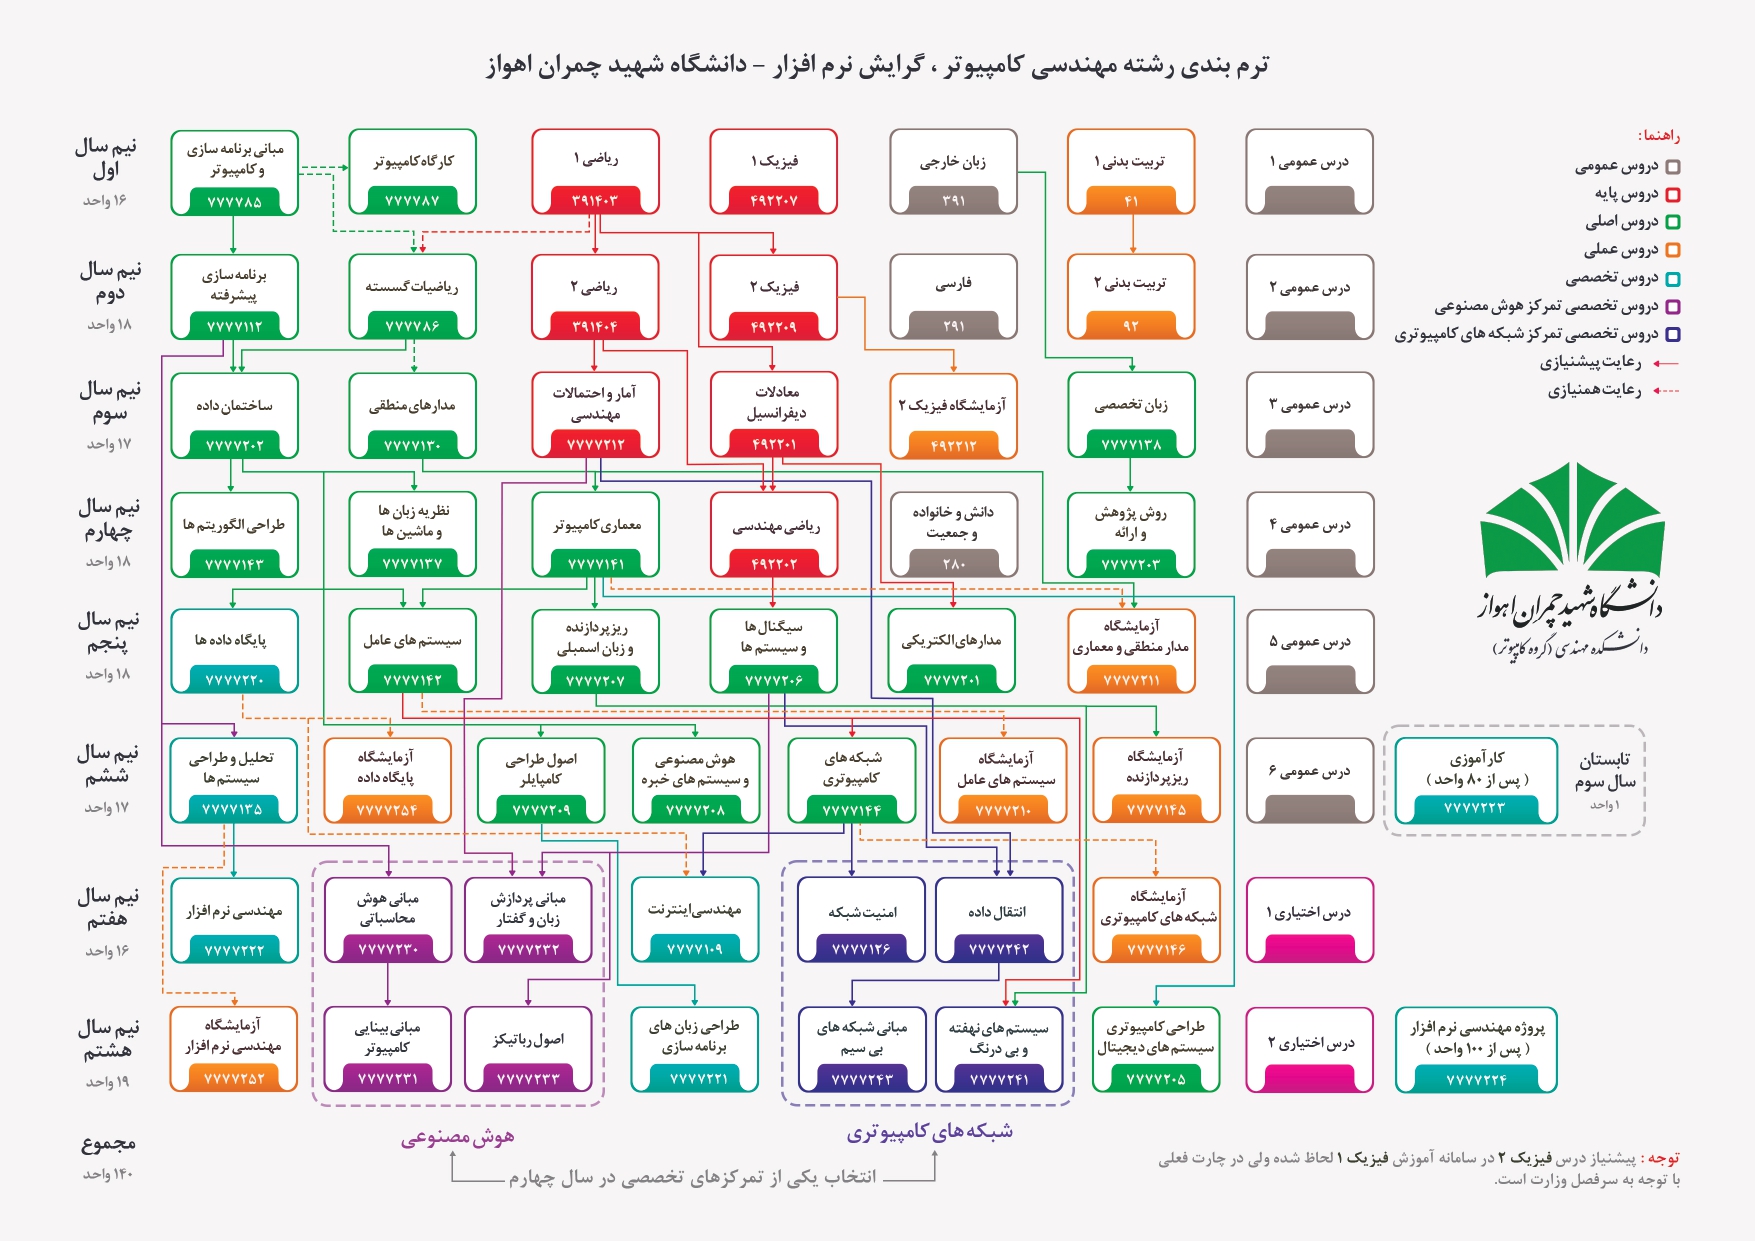 ترم بندی رشته مهندسی کامپیوتر ، گرایش نرم افزار – دانشگاه شهید چمران اهواز
راهنما:
دروس عمومی
دروس پایه
دروس اصلی
دروس عملی
دروس تخصصی
دروس تخصصی تمرکز هوش مصنوعی
دروس تخصصی تمرکز شبکه های کامپیوتری
رعایت پیشنیازی
رعایت همنیازی
دانشگاه شهید چمران اهواز
دانشکده مهندسی (گروه کامپیوتر)
نیم سال
اول
۱۶ واحد
مبانی برنامه سازی
و کامپیوتر
۷۷۷۷۸۵
کارگاه کامپیوتر
۷۷۷۷۸۷
ریاضی ۱
۳۹۱۴۰۳
فیزیک ۱
۴۹۲۲۰۷
زبان خارجی
۳۹۱
تربیت بدنی ۱
۴۱
درس عمومی ۱
نیم سال
دوم
۱۸ واحد
برنامه سازی
پیشرفته
۷۷۷۷۱۱۲
ریاضیات گسسته
۷۷۷۷۸۶
ریاضی ۲
۳۹۱۴۰۴
فیزیک ۲
۴۹۲۲۰۹
فارسی
۲۹۱
تربیت بدنی ۲
۹۲
درس عمومی ۲
نیم سال
سوم
۱۷ واحد
ساختمان داده
۷۷۷۷۲۰۲
مدارهای منطقی
۷۷۷۷۱۳۰
آمار و احتمالات
مهندسی
۷۷۷۷۲۱۲
معادلات
دیفرانسیل
۴۹۲۲۰۱
آزمایشگاه فیزیک ۲
۴۹۲۲۱۲
زبان تخصصی
۷۷۷۷۱۳۸
درس عمومی ۳
نیم سال
چهارم
۱۸ واحد
طراحی الگوریتم ها
۷۷۷۷۱۴۳
نظریه زبان ها
و ماشین ها
۷۷۷۷۱۳۷
معماری کامپیوتر
۷۷۷۷۱۴۱
ریاضی مهندسی
۴۹۲۲۰۲
دانش و خانواده
و جمعیت
۲۸۰
روش پژوهش
و ارائه
۷۷۷۷۲۰۳
درس عمومی ۴
نیم سال
پنجم
۱۸ واحد
پایگاه داده ها
۷۷۷۷۲۲۰
سیستم های عامل
۷۷۷۷۱۴۲
ریزپردازنده
و زبان اسمبلی
۷۷۷۷۲۰۷
سیگنال ها
و سیستم ها
۷۷۷۷۲۰۶
مدارهای الکتریکی
۷۷۷۷۲۰۱
آزمایشگاه
مدار منطقی و معماری
۷۷۷۷۲۱۱
درس عمومی ۵
نیم سال
ششم
۱۷ واحد
تحلیل و طراحی
سیستم ها
۷۷۷۷۱۳۵
آزمایشگاه
پایگاه داده
۷۷۷۷۲۵۴
اصول طراحی
کامپایلر
۷۷۷۷۲۰۹
هوش مصنوعی
و سیستم های خبره
۷۷۷۷۲۰۸
شبکه های
کامپیوتری
۷۷۷۷۱۴۴
آزمایشگاه
سیستم های عامل
۷۷۷۷۲۱۰
آزمایشگاه
ریزپردازنده
۷۷۷۷۱۴۵
درس عمومی ۶
کارآموزی
( پس از ۸۰ واحد )
۷۷۷۷۲۲۳
تابستان
سال سوم
۱ واحد
نیم سال
هفتم
۱۶ واحد
مهندسی نرم افزار
۷۷۷۷۲۲۲
مبانی هوش
محاسباتی
۷۷۷۷۲۳۰
مبانی پردازش
زبان و گفتار
۷۷۷۷۲۳۲
مهندسی اینترنت
۷۷۷۷۱۰۹
امنیت شبکه
۷۷۷۷۱۲۶
انتقال داده
۷۷۷۷۲۴۲
آزمایشگاه
شبکه های کامپیوتری
۷۷۷۷۱۴۶
درس اختیاری ۱
نیم سال
هشتم
۱۹ واحد
آزمایشگاه
مهندسی نرم افزار
۷۷۷۷۲۵۲
مبانی بینایی
کامپیوتر
۷۷۷۷۲۳۱
اصول رباتیکز
۷۷۷۷۲۳۳
طراحی زبان های
برنامه سازی
۷۷۷۷۲۲۱
مبانی شبکه های
بی سیم
۷۷۷۷۲۴۳
سیستم های نهفته
و بی درنگ
۷۷۷۷۲۴۱
طراحی کامپیوتری
سیستم های دیجیتال
۷۷۷۷۲۰۵
درس اختیاری ۲
پروژه مهندسی نرم افزار
( پس از ۱۰۰ واحد )
۷۷۷۷۲۲۴
مجموع
۱۴۰ واحد
هوش مصنوعی
شبکه های کامپیوتری
انتخاب یکی از تمرکزهای تخصصی در سال چهارم
توجه : پیشنیاز درس فیزیک ۲ در سامانه آموزش فیزیک ۱ لحاظ شده ولی در چارت فعلی
با توجه به سرفصل وزارت است.